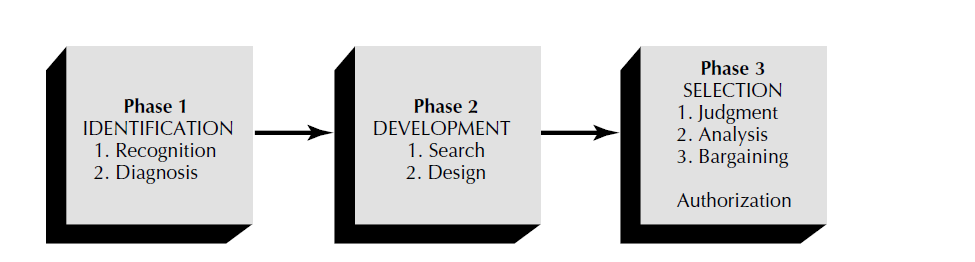 Phase 1
IDENTIFICATION
1. Recognition
2. Diagnosis
Phase 2
DEVELOPMENT
1. Search
2. Design
Phase 3
SELECTION
1. Judgment
2. Analysis
3. Bargaining
Authorization